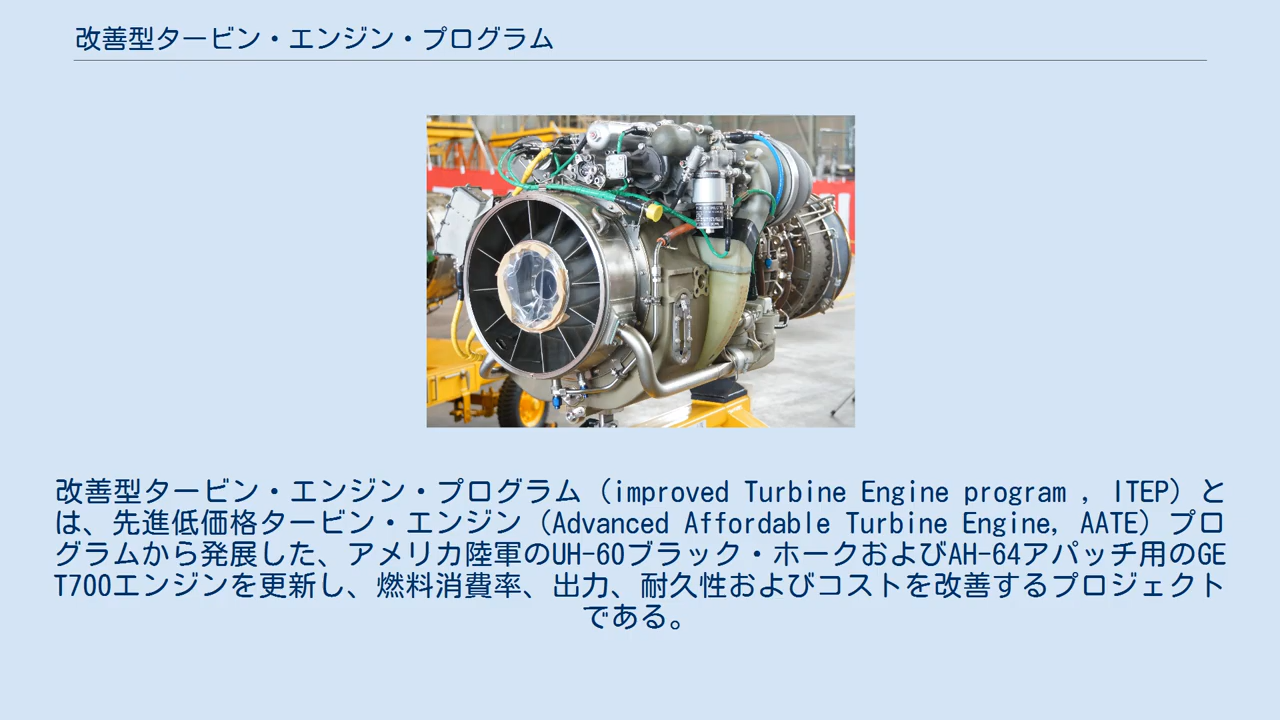 改善型タービン・エンジン・プログラム
改善型タービン・エンジン・プログラム（improved Turbine Engine program , ITEP）と
は、先進低価格タービン・エンジン（Advanced Affordable Turbine Engine, AATE）プロ
グラムから発展した、アメリカ陸軍のUH-60ブラック・ホークおよびAH-64アパッチ用のGE
T700エンジンを更新し、燃料消費率、出力、耐久性およびコストを改善するプロジェクト
である。